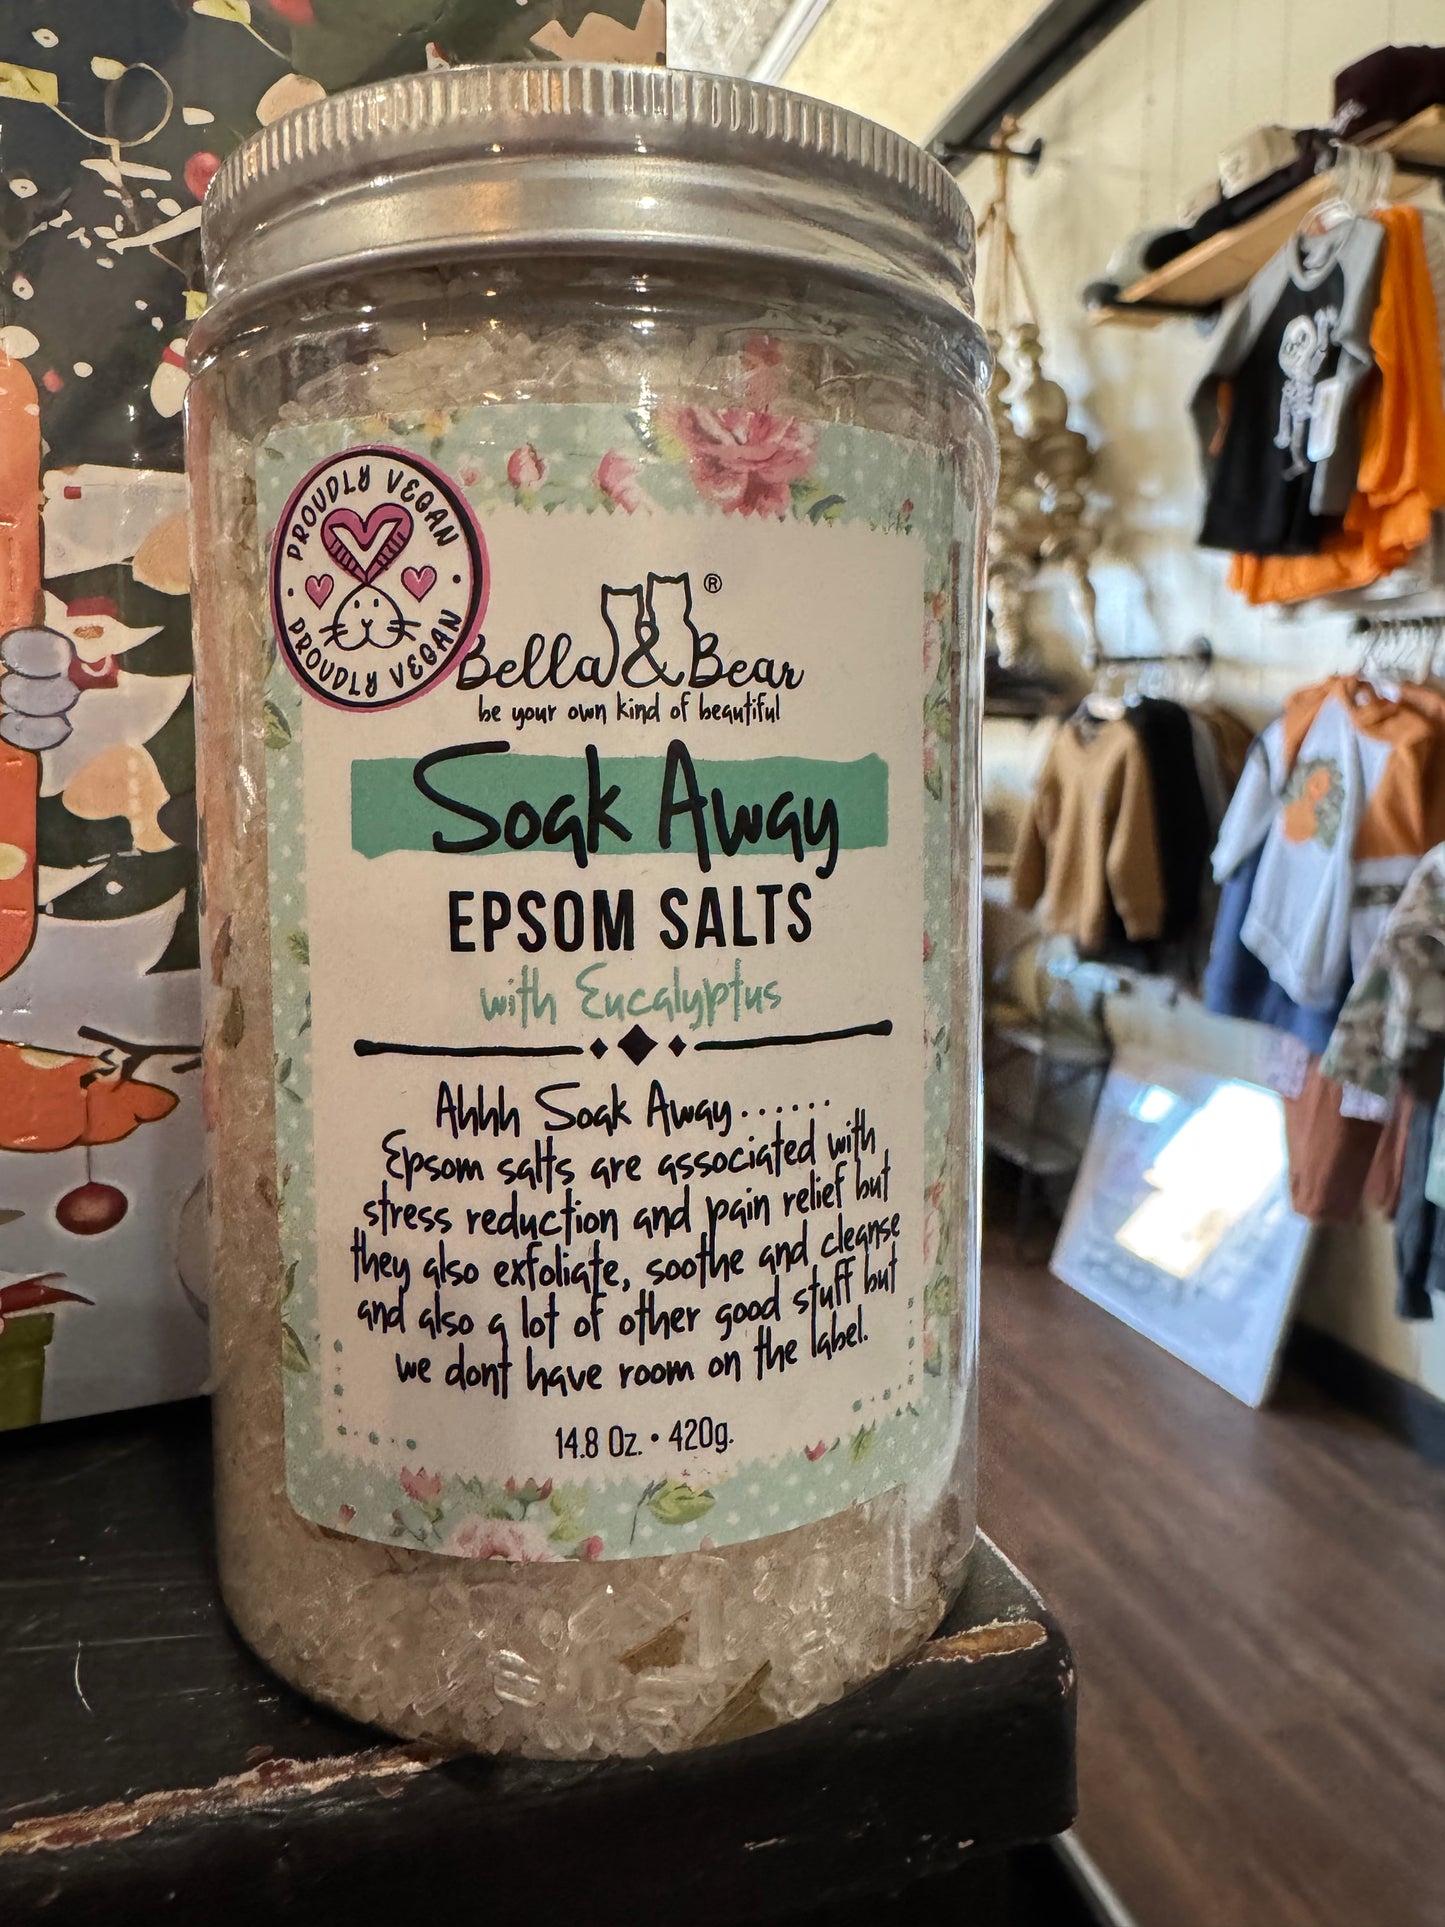 PROUDLY VEGAN
PROUDLY VEGAN
Bella & Bear ®
be your own kind of beautiful
Soak Away
EPSOM SALTS
with Eucalyptus
Ahhh Soak Away......
Epsom salts are associated with
stress reduction and pain relief but
they also exfoliate, soothe and cleanse
and also a lot of other good stuff but
we dont have room on the label.
14.8 Oz. • 420g.